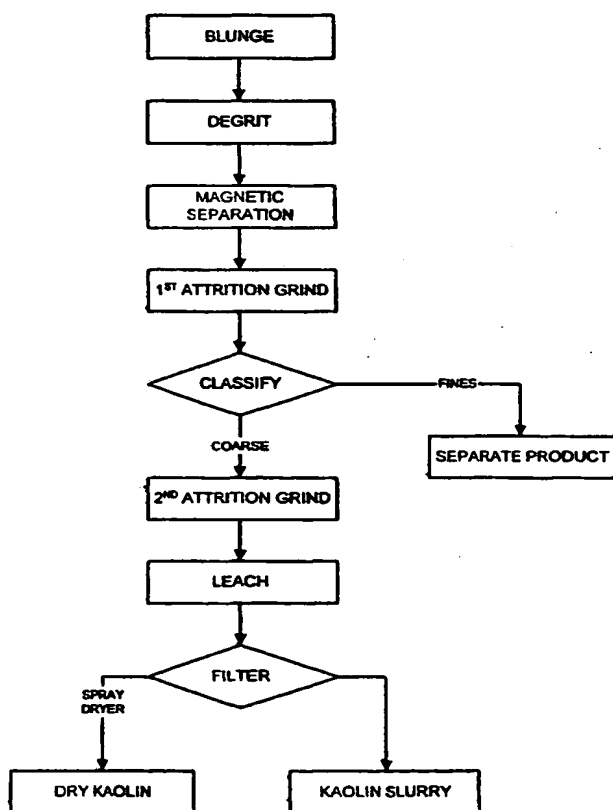 BLUNGE
DEGRIT
MAGNETIC
SEPARATION
1ST ATTRITION GRIND
CLASSIFY
FINES
COARSE
SEPARATE PRODUCT
2ND ATTRITION GRIND
LEACH
FILTER
SPRAY
DRYER
DRY KAOLIN
KAOLIN SLURRY